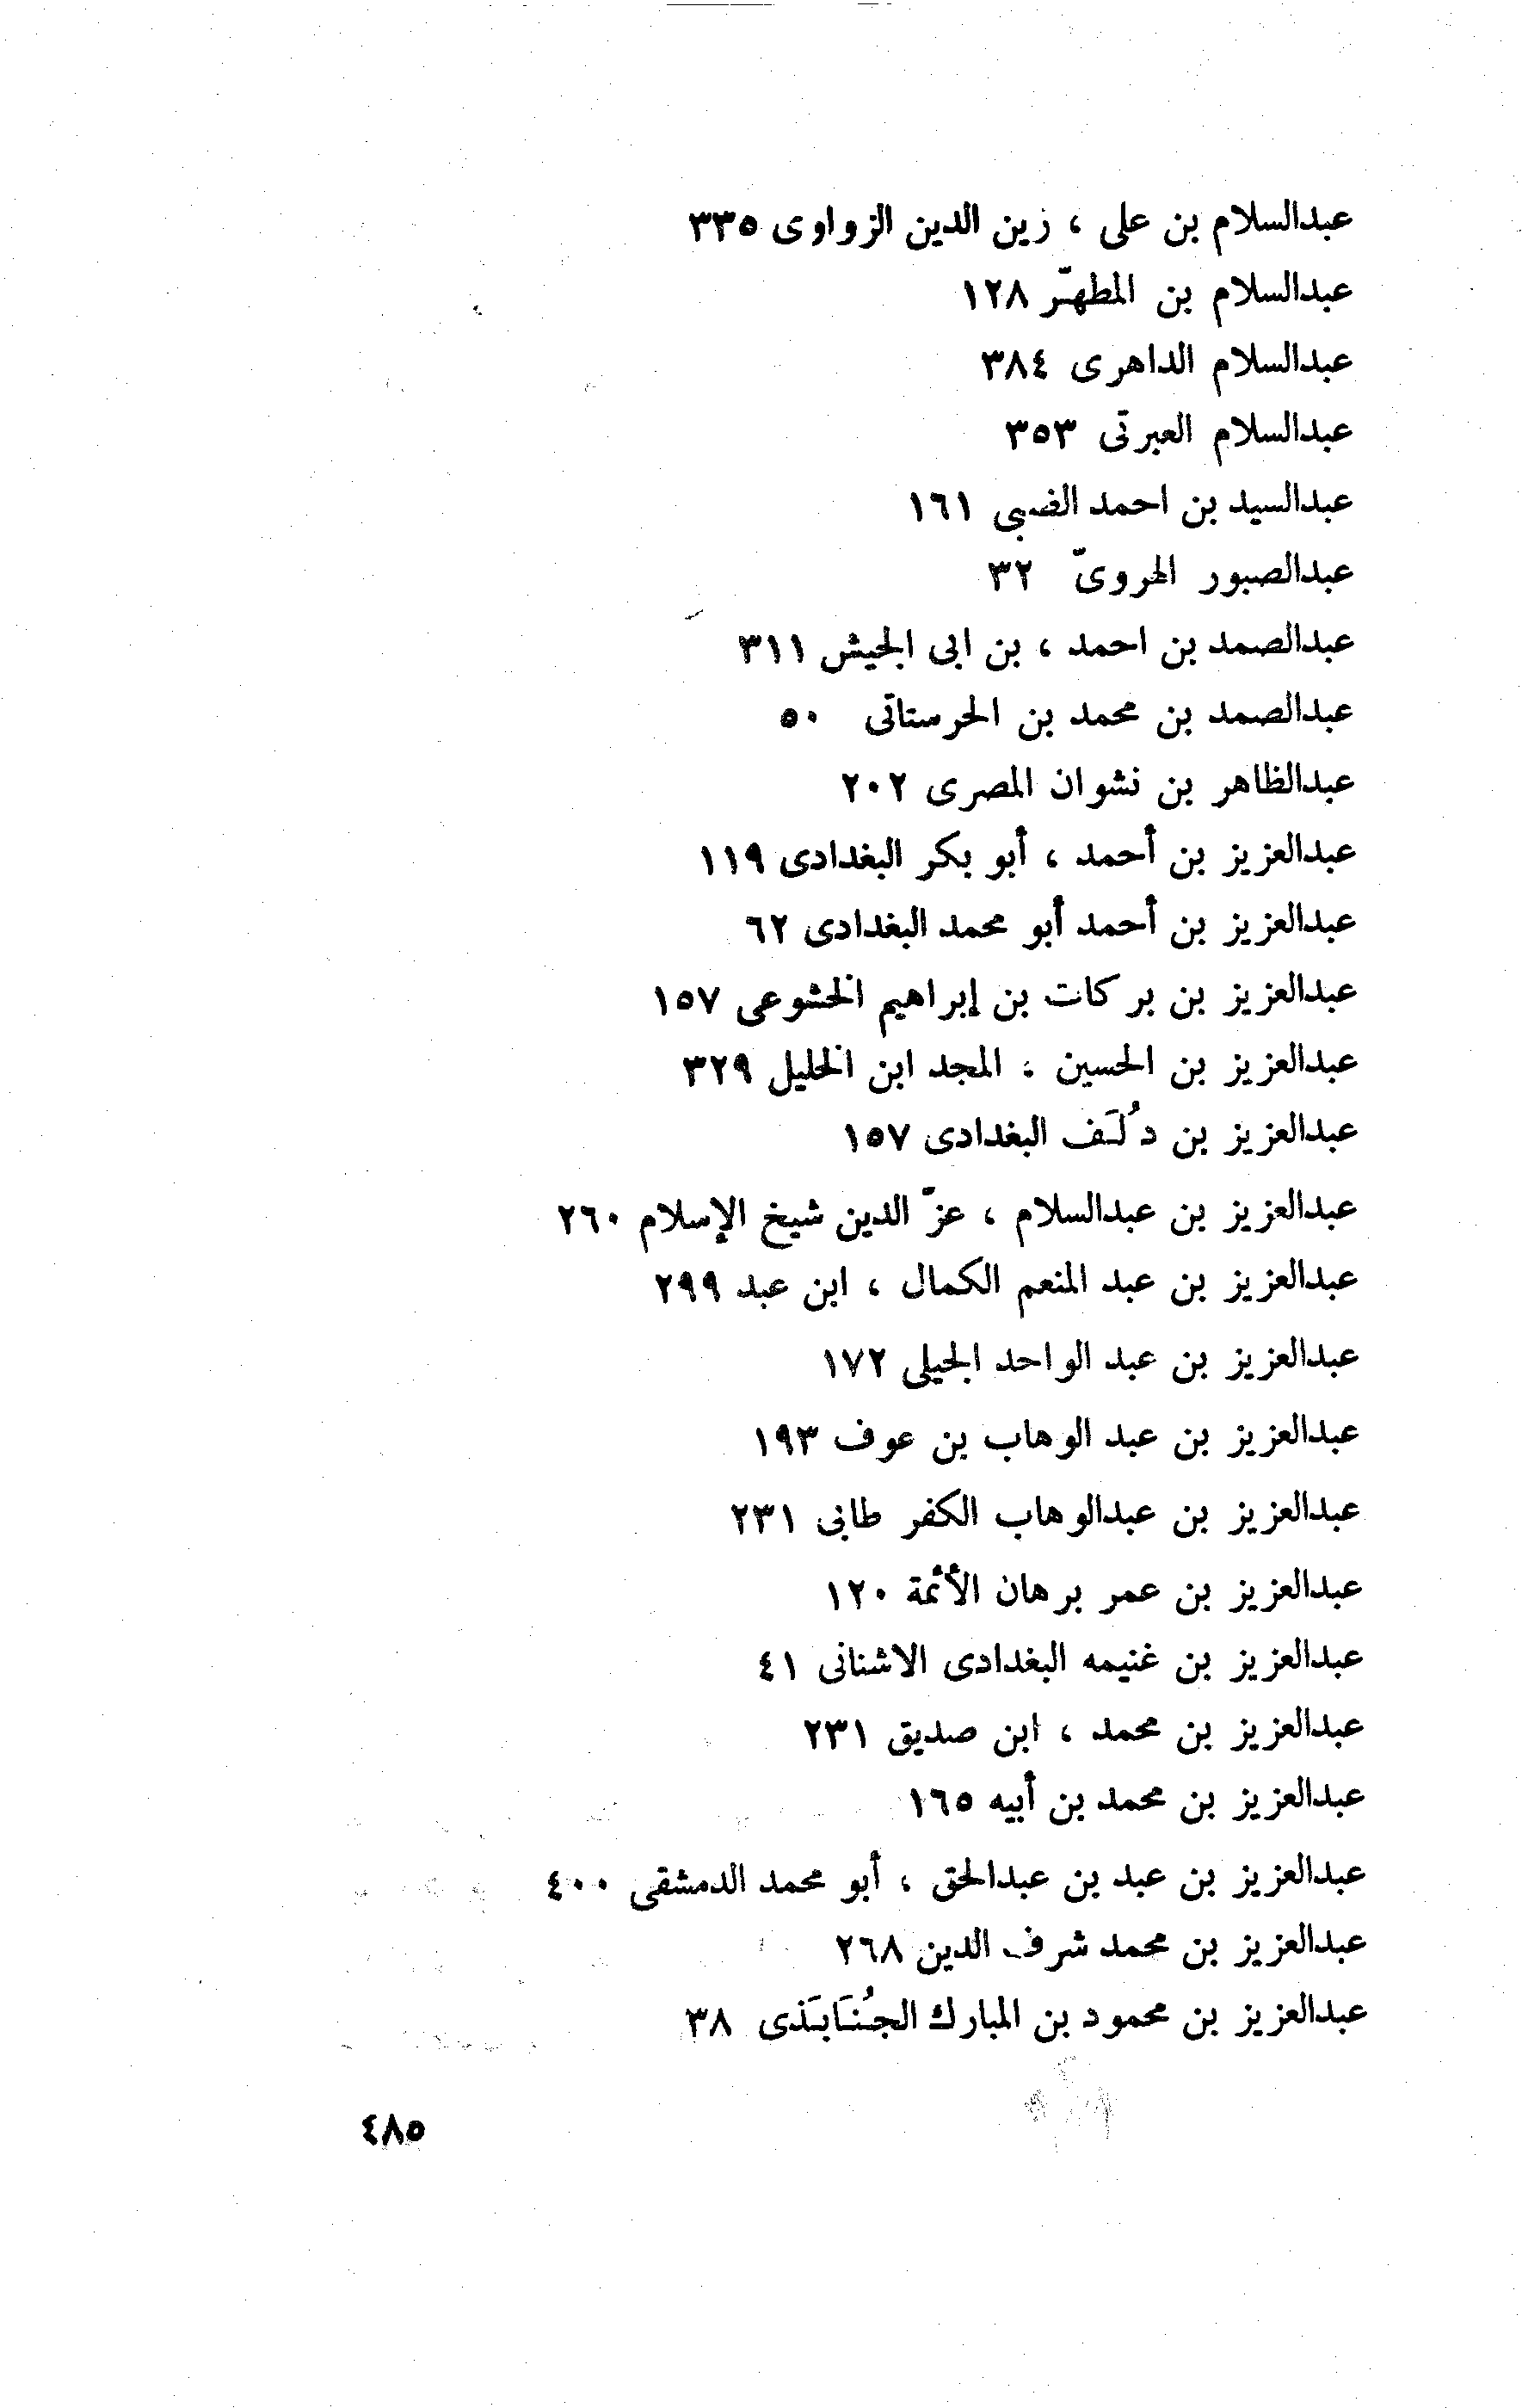 عبدالسلام بن على ، زين الدين الزواوى ٣٣٥
عبدالسلام بن المطهّر ١٢٨
عبدالسلام الداهرى ٣٨٤
عبدالسلام العبرتى ٣٥٣
عبدالسيد بن احمد الضبى ١٦١
عبدالصبور الهروىّ ٣٢
عبدالصمد بن احمد ، بن ابى الجيش ٣١١
عبدالصمد بن محمد بن الحرستاتى ٥٠
عبدالظاهر بن نشوان المصرى ٢٠٢
عبدالعزيز بن أحمد ، أبو بكر البغدادى ١١٩
عبدالعزيز بن أحمد أبو محمد البغدادى ٦٢
عبدالعزيز بن بركات بن إبراهيم الخشوعى ١٥٧
عبدالعزيز بن الحسين ، المجد ابن الخليل ٣٢٩
عبدالعزيز بن دُلَف البغدادى ١٥٧
عبدالعزيز بن عبدالسلام ، عزّ الدين شيخ الإسلام ٢٦٠
عبدالعزيز بن عبد المنعم الكمال ، ابن عبد ٢٩٩
عبدالعزيز بن عبد الواحد الجيلى ١٧٢
عبدالعزيز بن عبد الوهاب بن عوف ١٩٣
عبدالعزيز بن عبدالوهاب الكفر طابى ٢٣١
عبدالعزيز بن عمر برهان الأئمة ١٢٠
عبدالعزيز بن غنيمه البغدادى الاشنانى ٤١
عبدالعزيز بن محمد ، ابن صديق ٢٣١
عبدالعزيز بن محمد بن أبيه ١٦٥
عبدالعزيز بن عبد بن عبدالحق ، أبو محمد الدمشقى ٤٠٠
عبدالعزيز بن محمد شرف الدين ٢٦٨
عبدالعزيز بن محمود بن المبارك الجُنَابَذى ٣٨
٤٨٥